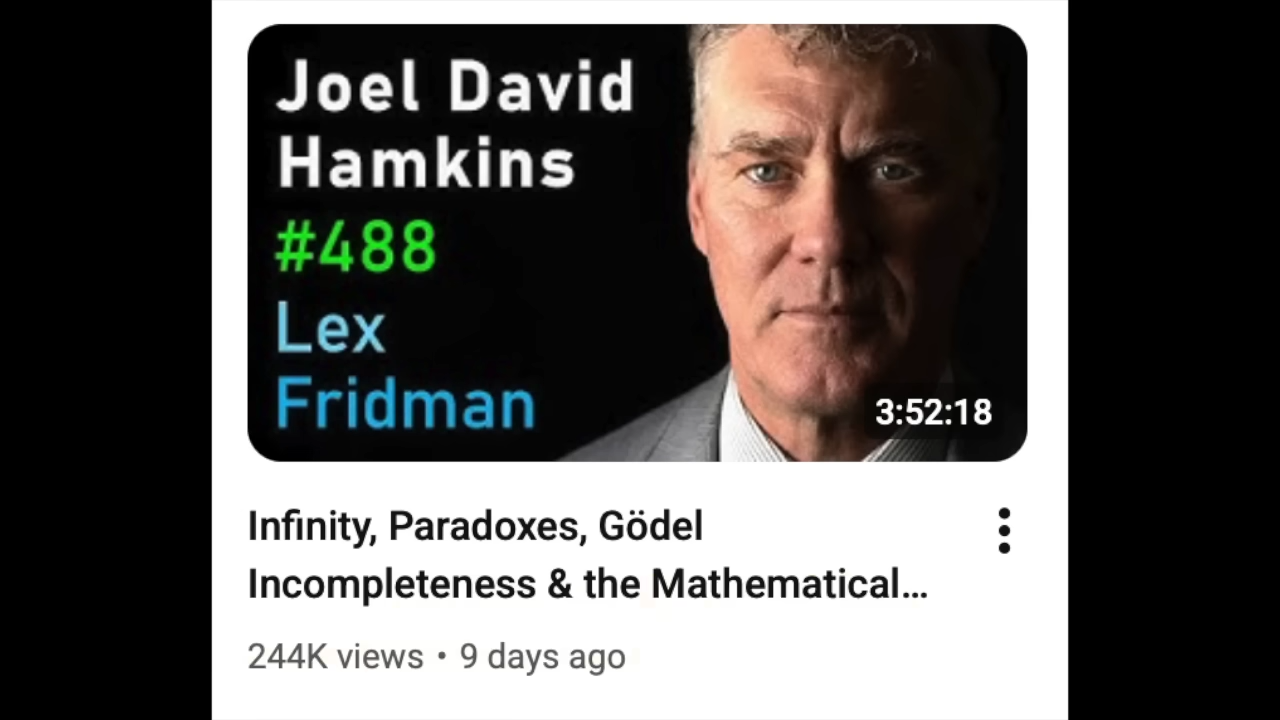 Joel David
Hamkins
#488
Lex
Fridman
3:52:18
Infinity, Paradoxes, Gödel
Incompleteness & the Mathematical...
244K views • 9 days ago